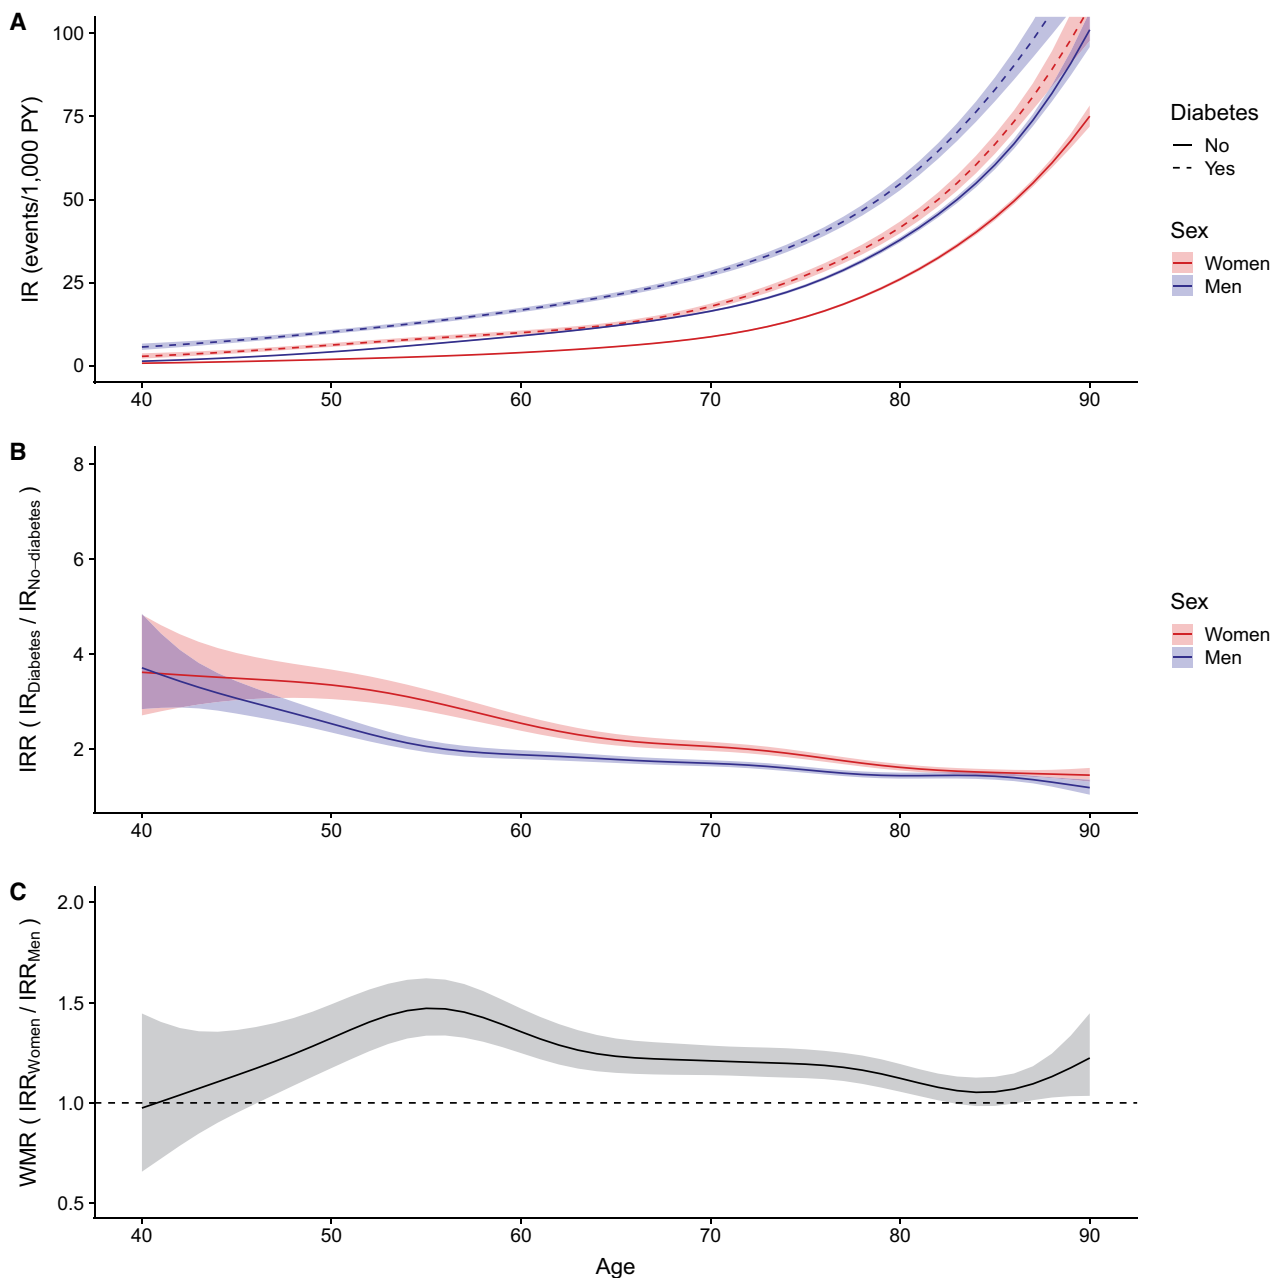 A
IR (events/1,000 PY)
100
75
50
25
0
40 50 60 70 80 90
Diabetes
No
Yes
Sex
Women
Men
B
IRR ( IRDiabetes / IRNo–diabetes )
8
6
4
2
40 50 60 70 80 90
Sex
Women
Men
C
WMR ( IRRWomen / IRRMen )
2.0
1.5
1.0
0.5
40 50 60 70 80 90
Age